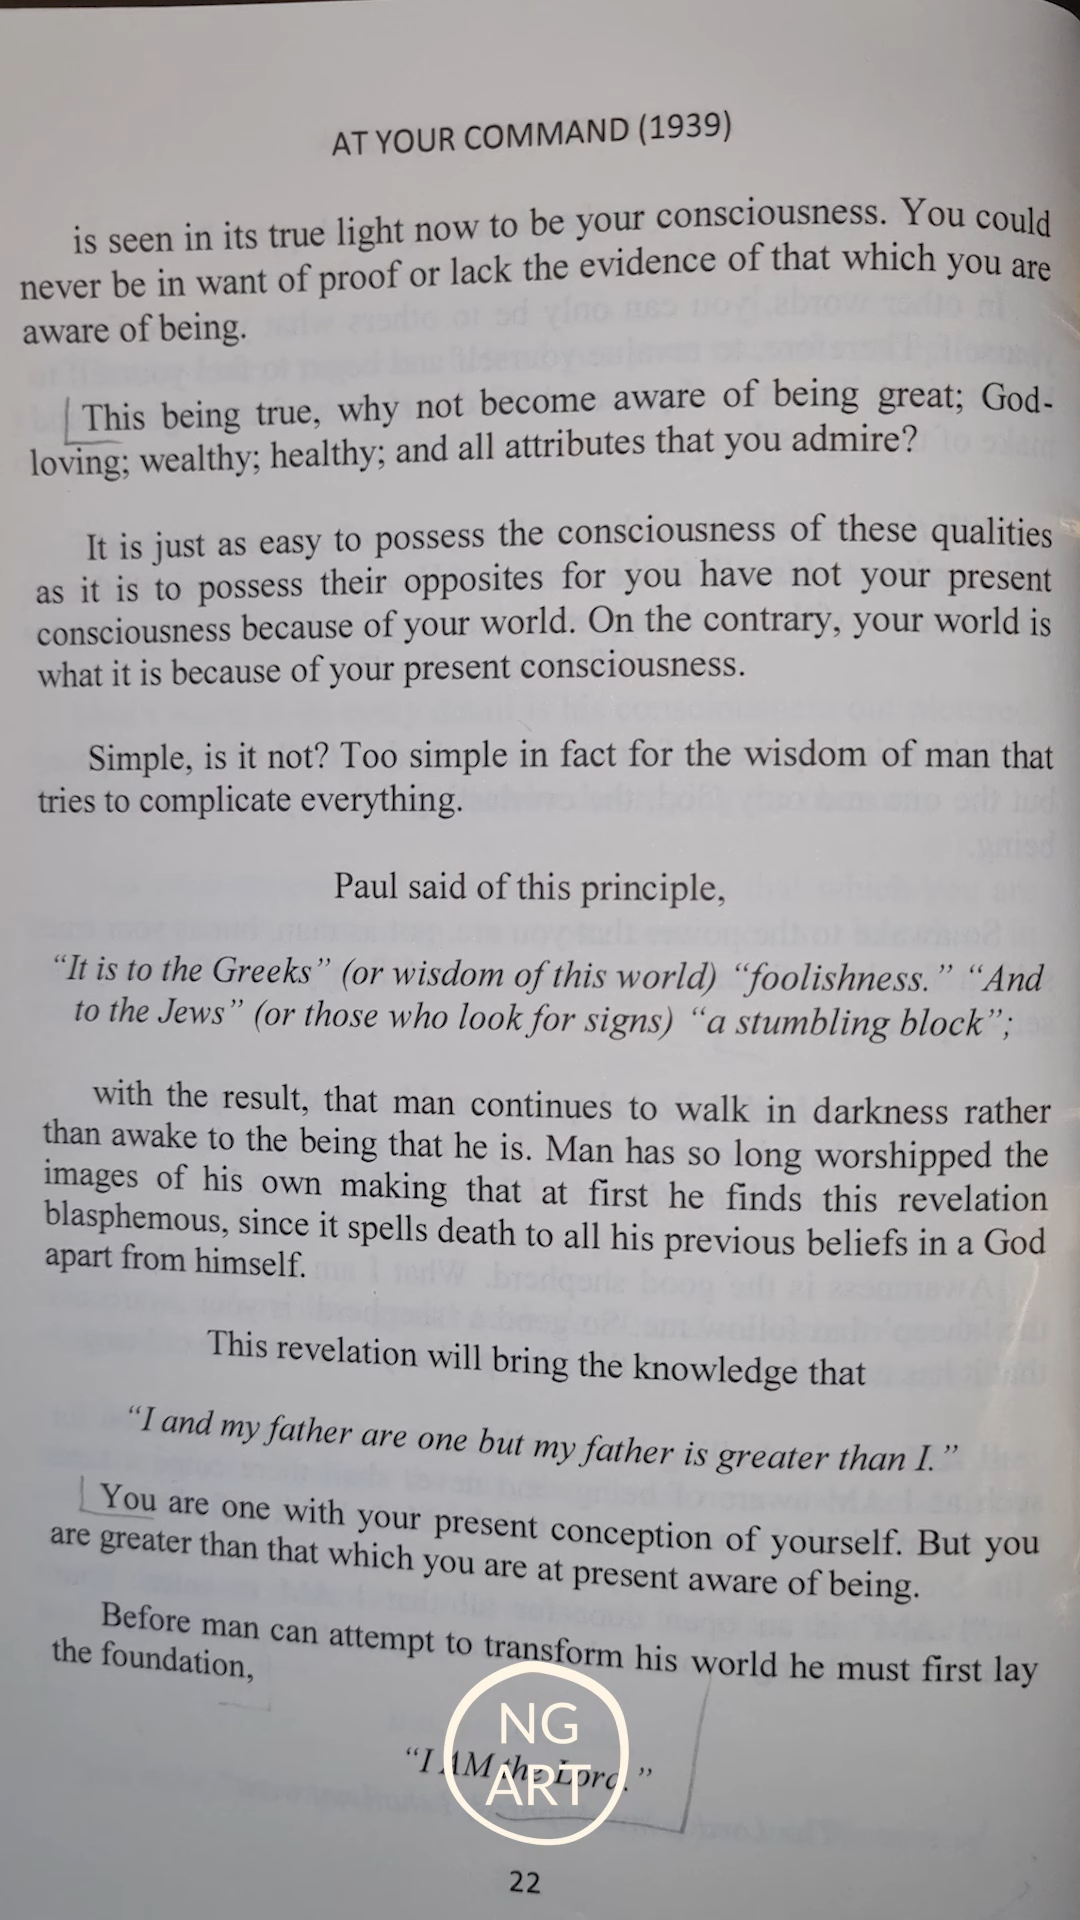 AT YOUR COMMAND (1939)
is seen in its true light now to be your consciousness. You could
never be in want of proof or lack the evidence of that which you are
aware of being.
This being true, why not become aware of being great; God-
loving; wealthy; healthy; and all attributes that you admire?
It is just as easy to possess the consciousness of these qualities
as it is to possess their opposites for you have not your present
consciousness because of your world. On the contrary, your world is
what it is because of your present consciousness.
Simple, is it not? Too simple in fact for the wisdom of man that
tries to complicate everything.
Paul said of this principle,
“It is to the Greeks” (or wisdom of this world) “foolishness.” “And
to the Jews” (or those who look for signs) “a stumbling block”;
with the result, that man continues to walk in darkness rather
than awake to the being that he is. Man has so long worshipped the
images of his own making that at first he finds this revelation
blasphemous, since it spells death to all his previous beliefs in a God
apart from himself.
This revelation will bring the knowledge that
“I and my father are one but my father is greater than I.”
You are one with your present conception of yourself. But you
are greater than that which you are at present aware of being.
Before man can attempt to transform his world he must first lay
the foundation,
“I AM the Lord.”
NG
ART
22